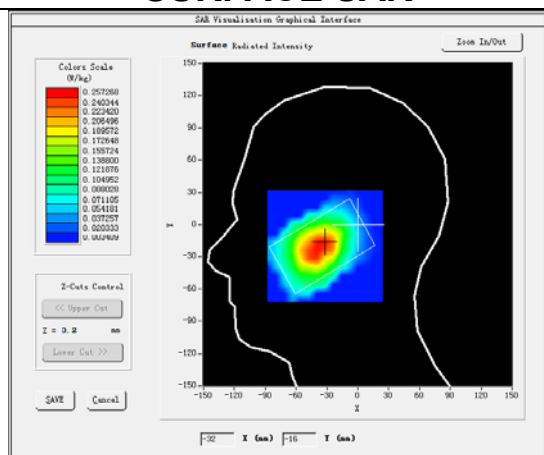 SURFACE SAR
SAR Visualisation Graphical Interface
Surface Radiated Intensity
Zoom In/Out
Colors Scale
(W/kg)
0.257268
0.240344
0.223420
0.206496
0.189572
0.172648
0.155724
0.138800
0.121876
0.104952
0.088028
0.071105
0.054181
0.037257
0.020333
0.003409
Z-Cuts Control
<< Upper Cut
Z = 0.2 mm
Lower Cut >>
SAVE
Cancel
150
120
90
60
30
0
-30
-60
-90
-120
-150
Y
-150 -120 -90 -60 -30 0 30 60 90 120 150
X
-32 X (mm) -16 Y (mm)